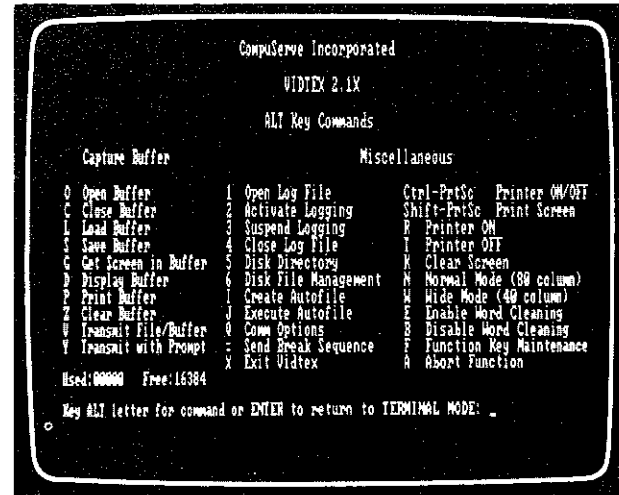 CompuServe Incorporated
VIDTEX 2.1X
ALT Key Commands
Capture Buffer Miscellaneous
O Open Buffer 1 Open Log File Ctrl-PrtSc Printer ON/OFF
C Close Buffer 2 Activate Logging Shift-PrtSc Print Screen
L Load Buffer 3 Suspend Logging R Printer ON
S Save Buffer 4 Close Log File T Printer OFF
G Get Screen in Buffer 5 Disk Directory K Clear Screen
D Display Buffer 6 Disk File Management N Normal Mode (80 column)
P Print Buffer I Create Autofile W Wide Mode (40 column)
Z Clear Buffer J Execute Autofile E Enable Word Cleaning
V Transmit File/Buffer Q Comm Options B Disable Word Cleaning
Y Transmit with Prompt = Send Break Sequence F Function Key Maintenance
X Exit Vidtex A Abort Function
Used:00000 Free:16384
Key ALT letter for command or ENTER to return to TERMINAL MODE: _